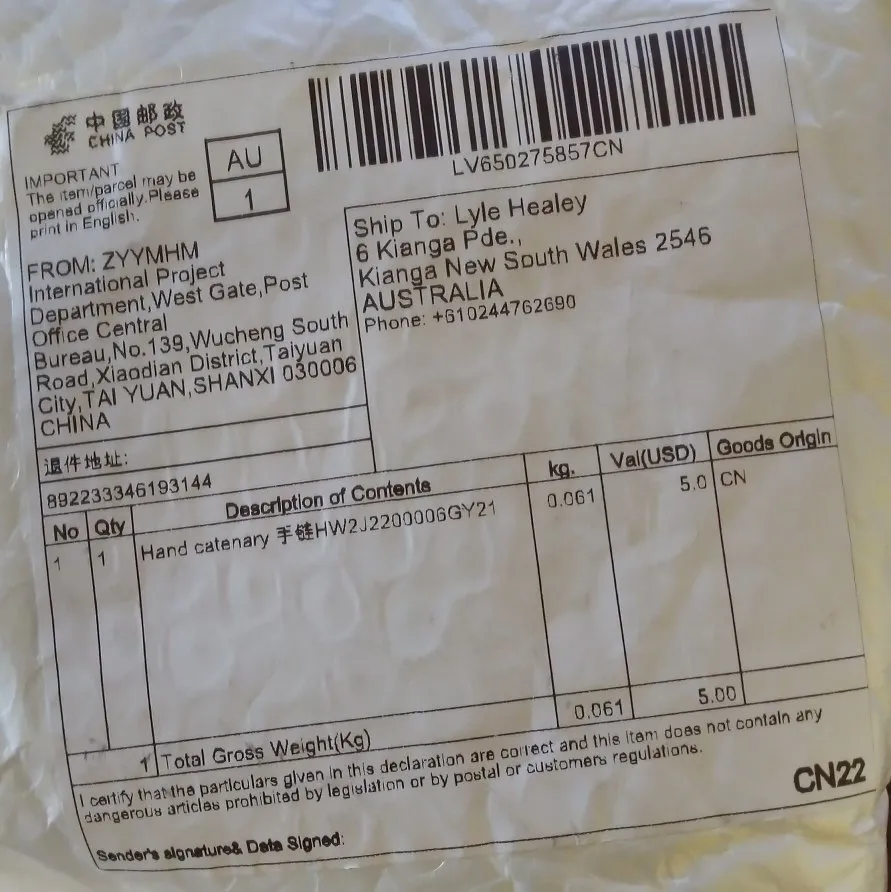 中国邮政
CHINA POST
IMPORTANT
The item/parcel may be
opened officially.Please
print in English.
AU
1
LV650275857CN
FROM: ZYYMHM
International Project
Department,West Gate,Post
Office Central
Bureau,No.139,Wucheng South
Road,Xiaodian District,Taiyuan
City,TAI YUAN,SHANXI 030006
CHINA
Ship To: Lyle Healey
6 Kianga Pde.,
Kianga New South Wales 2546
AUSTRALIA
Phone: +610244762690
退件地址:
892233346193144
No Qty Description of Contents kg. Val(USD) Goods Origin
1 1 Hand catenary 手链HW2J2200006GY21 0.061 5.0 CN
1 Total Gross Weight(Kg) 0.061 5.00
I certify that the particulars given in this declaration are correct and this item does not contain any
dangerous articles prohibited by legislation or by postal or customers regulations.
Sender's signature& Data Signed:
CN22